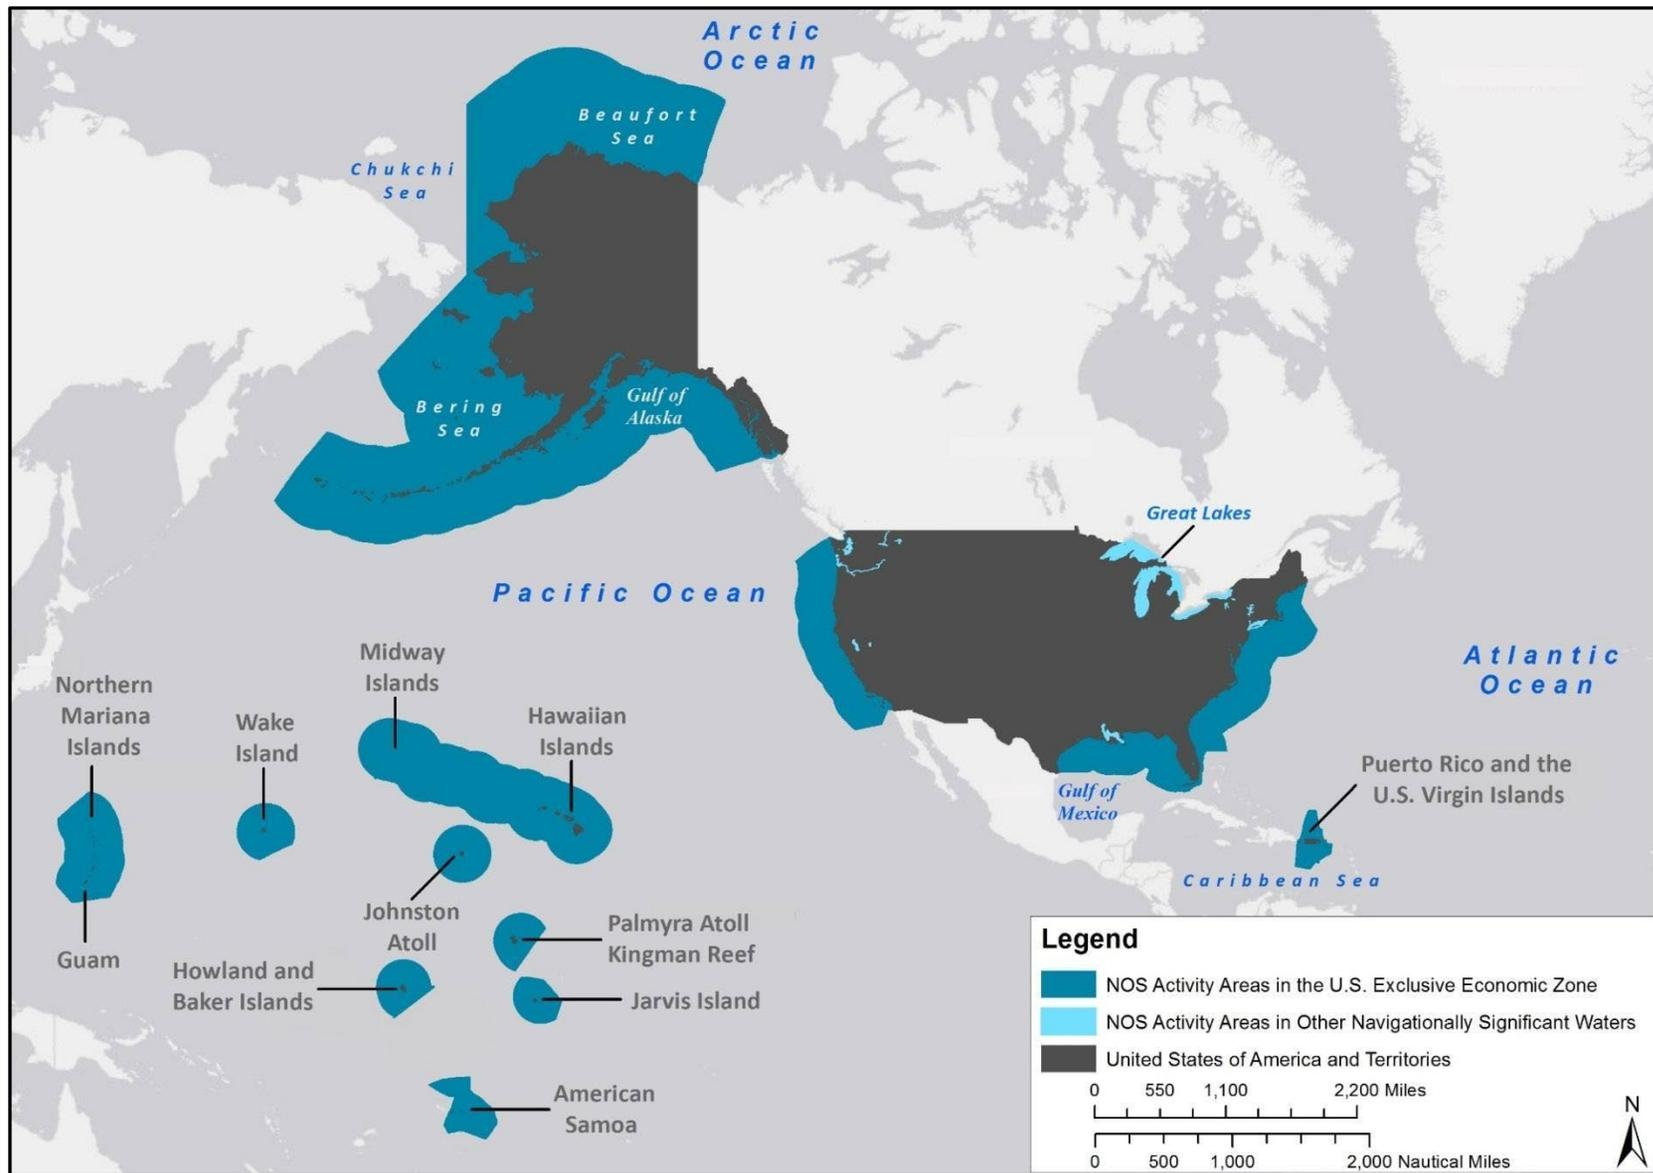 Arctic
Ocean
Beaufort
Sea
Chukchi
Sea
Bering
Sea
Gulf of
Alaska
Great Lakes
Pacific Ocean
Atlantic
Ocean
Midway
Islands
Northern
Mariana
Islands
Wake
Island
Hawaiian
Islands
Puerto Rico and the
U.S. Virgin Islands
Gulf of
Mexico
Caribbean Sea
Johnston
Atoll
Palmyra Atoll
Kingman Reef
Guam
Howland and
Baker Islands
Jarvis Island
American
Samoa
Legend
NOS Activity Areas in the U.S. Exclusive Economic Zone
NOS Activity Areas in Other Navigationally Significant Waters
United States of America and Territories
0 550 1,100 2,200 Miles
0 500 1,000 2,000 Nautical Miles
N